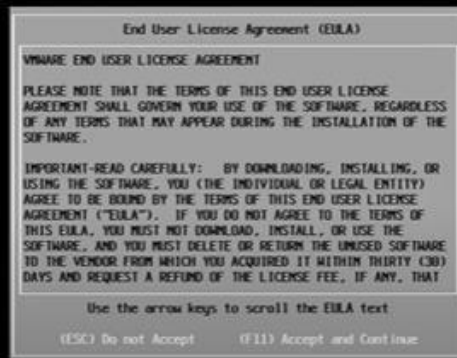 End User License Agreement (EULA)
VMWARE END USER LICENSE AGREEMENT
PLEASE NOTE THAT THE TERMS OF THIS END USER LICENSE
AGREEMENT SHALL GOVERN YOUR USE OF THE SOFTWARE, REGARDLESS
OF ANY TERMS THAT MAY APPEAR DURING THE INSTALLATION OF THE
SOFTWARE.
IMPORTANT-READ CAREFULLY: BY DOWNLOADING, INSTALLING, OR
USING THE SOFTWARE, YOU (THE INDIVIDUAL OR LEGAL ENTITY)
AGREE TO BE BOUND BY THE TERMS OF THIS END USER LICENSE
AGREEMENT ("EULA"). IF YOU DO NOT AGREE TO THE TERMS OF
THIS EULA, YOU MUST NOT DOWNLOAD, INSTALL, OR USE THE
SOFTWARE, AND YOU MUST DELETE OR RETURN THE UNUSED SOFTWARE
TO THE VENDOR FROM WHICH YOU ACQUIRED IT WITHIN THIRTY (30)
DAYS AND REQUEST A REFUND OF THE LICENSE FEE, IF ANY, THAT
Use the arrow keys to scroll the EULA text
(ESC) Do not Accept (F11) Accept and Continue